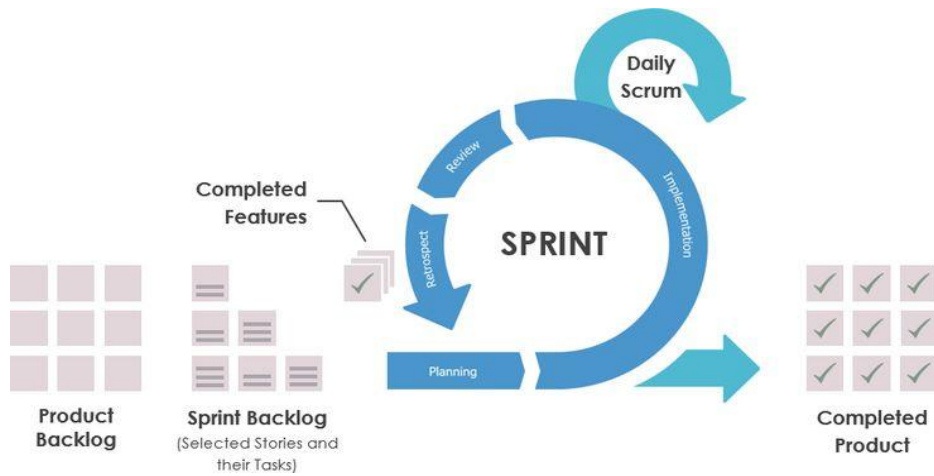 Daily
Scrum
Review
Implementation
Completed
Features
SPRINT
Retrospect
Planning
Product
Backlog
Sprint Backlog
(Selected Stories and
their Tasks)
Completed
Product